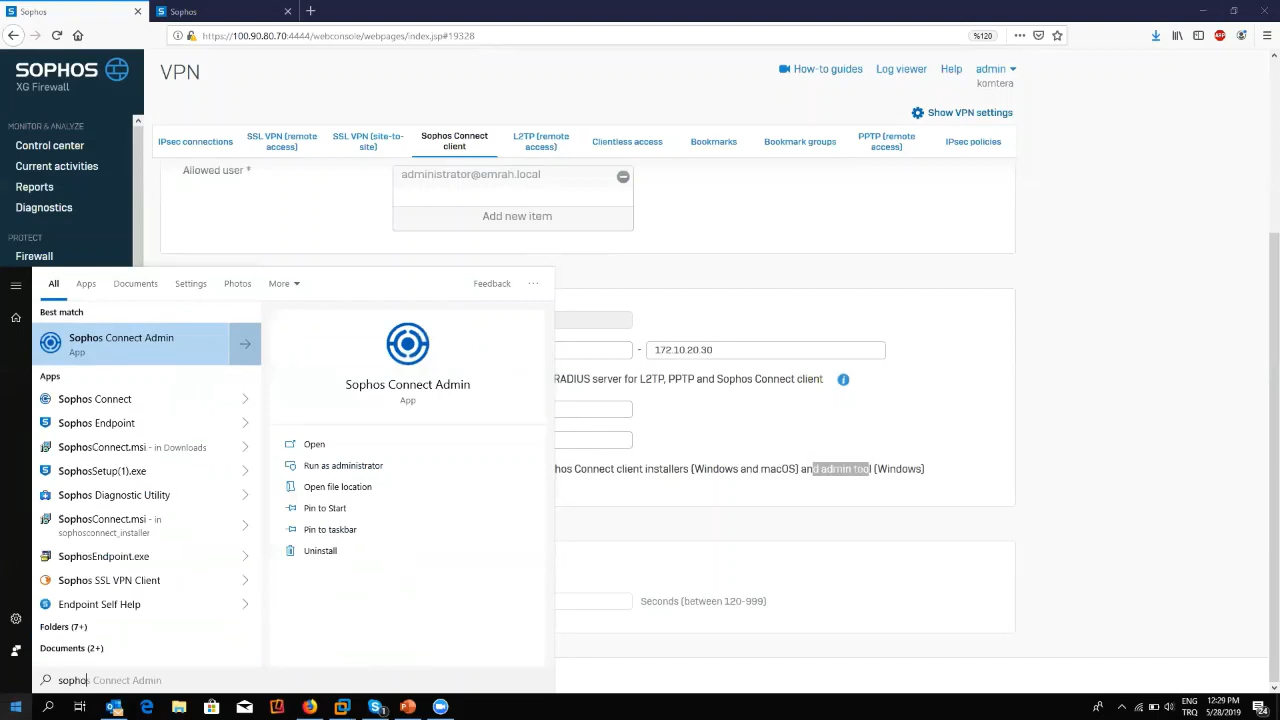 Sophos
Sophos
https://100.90.80.70:4444/webconsole/webpages/index.jsp#19328
%120
SOPHOS
XG Firewall
VPN
How-to guides
Log viewer
Help
admin
komtera
Show VPN settings
MONITOR & ANALYZE
Control center
Current activities
Reports
Diagnostics
PROTECT
Firewall
IPsec connections
SSL VPN (remote
access)
SSL VPN (site-to-
site)
Sophos Connect
client
L2TP (remote
access)
Clientless access
Bookmarks
Bookmark groups
PPTP (remote
access)
IPsec policies
Allowed user *
administrator@emrah.local
Add new item
- 172.10.20.30
RADIUS server for L2TP, PPTP and Sophos Connect client
hos Connect client installers (Windows and macOS) and admin tool (Windows)
Seconds (between 120-999)
All
Apps
Documents
Settings
Photos
More
Feedback
Best match
Sophos Connect Admin
App
Apps
Sophos Connect
Sophos Endpoint
SophosConnect.msi - in Downloads
SophosSetup(1).exe
Sophos Diagnostic Utility
SophosConnect.msi - in
sophosconnect_installer
SophosEndpoint.exe
Sophos SSL VPN Client
Endpoint Self Help
Folders (7+)
Documents (2+)
Sophos Connect Admin
App
Open
Run as administrator
Open file location
Pin to Start
Pin to taskbar
Uninstall
sophos Connect Admin
ENG
TRQ
12:29 PM
5/28/2019
24